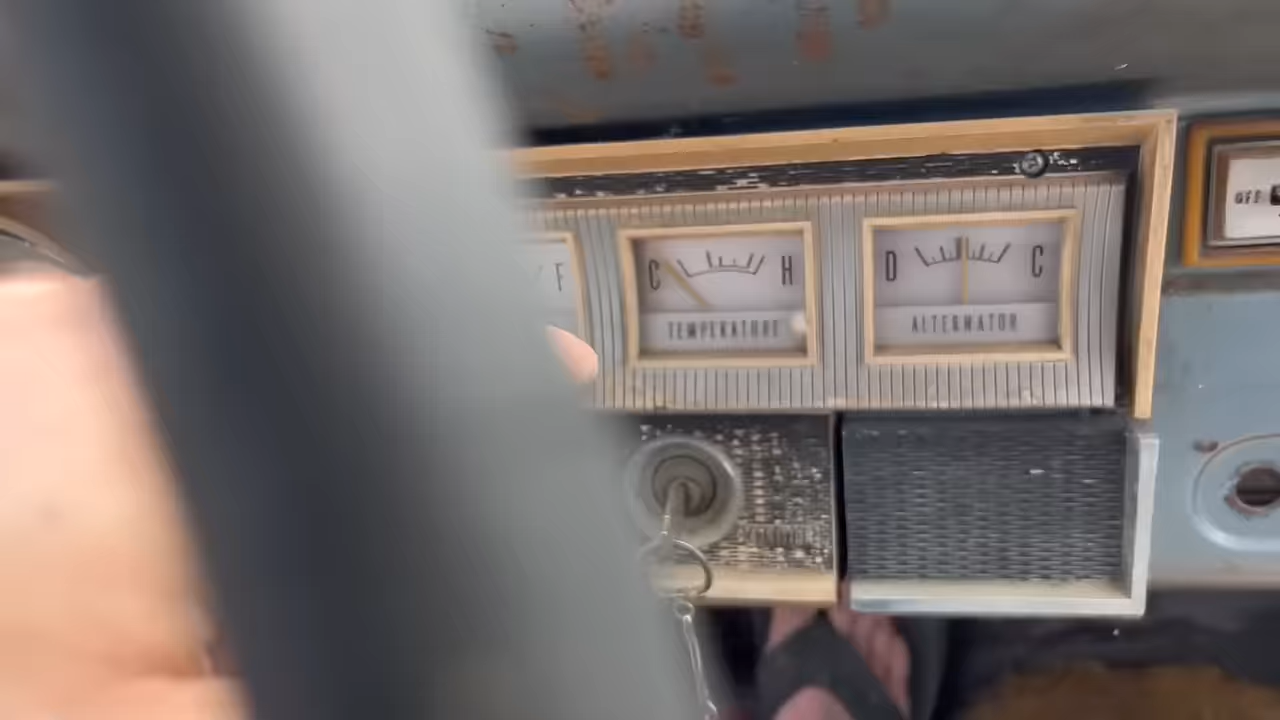 F
C H
TEMPERATURE
D C
ALTERNATOR
OFF